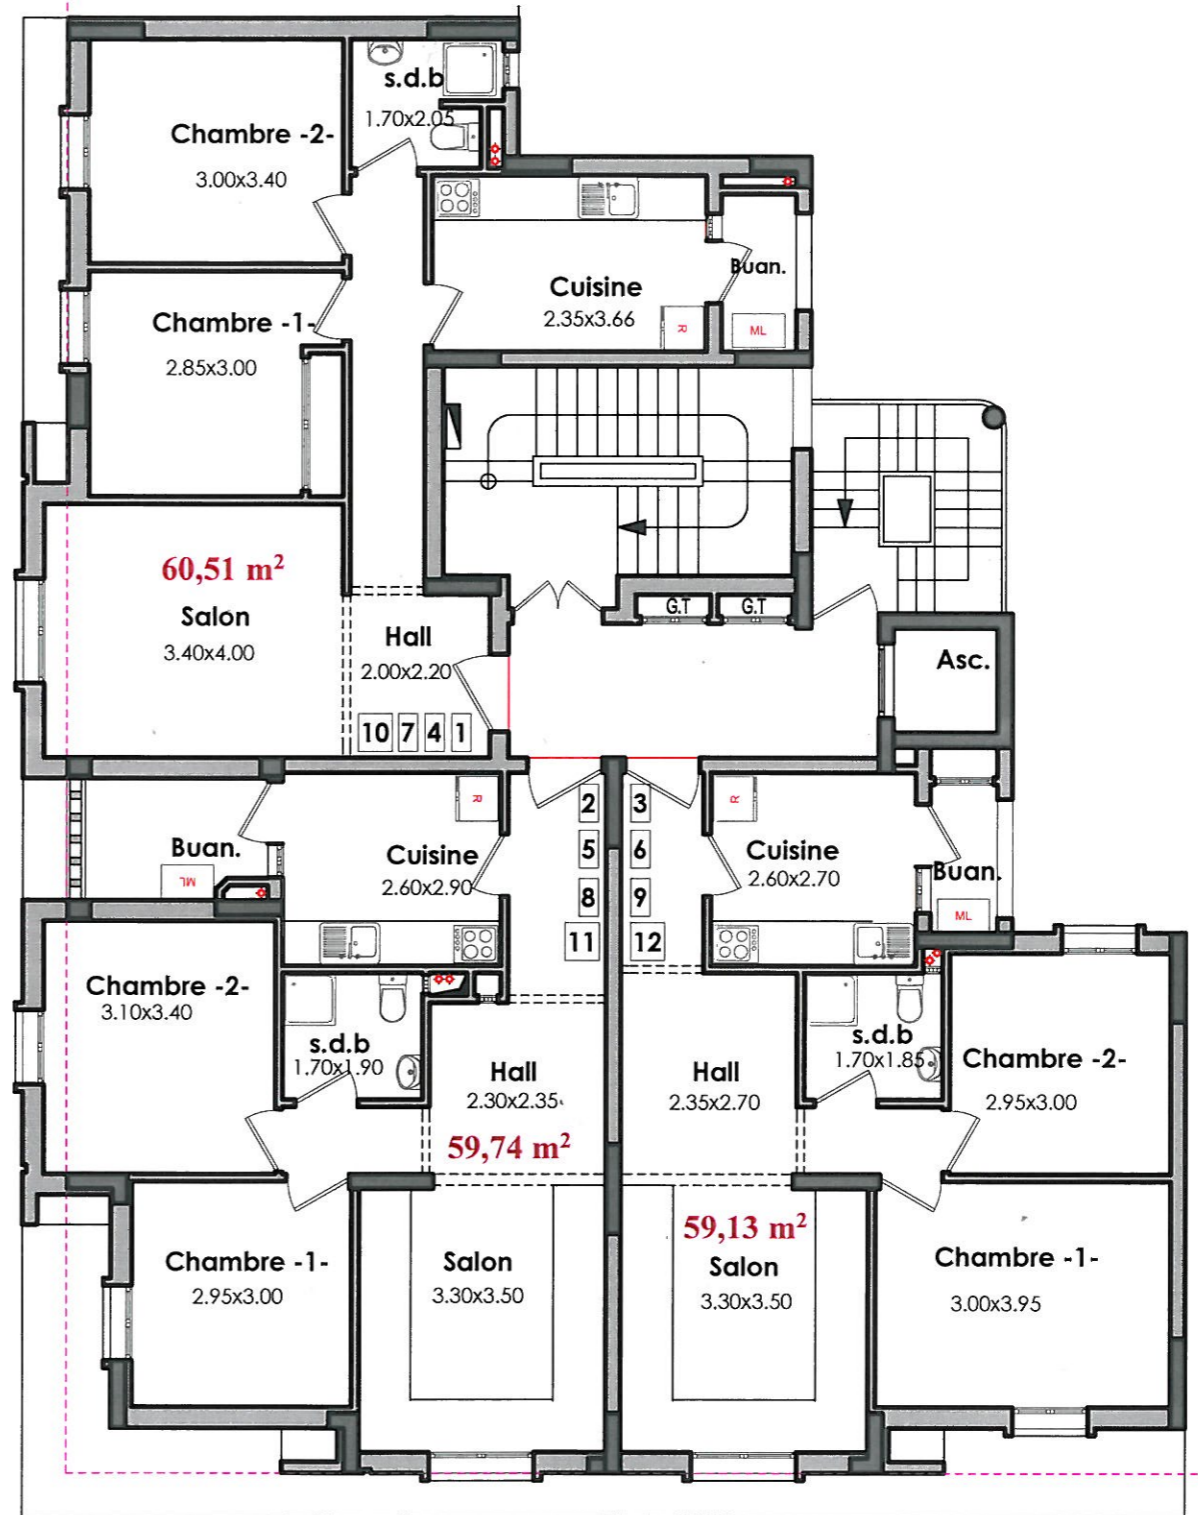 s.d.b
1.70x2.05
Chambre -2-
3.00x3.40
Cuisine
2.35x3.66
Buan.
R
ML
Chambre -1-
2.85x3.00
60,51 m²
Salon
3.40x4.00
Hall
2.00x2.20
10 7 4 1
G.T
G.T
Asc.
Buan.
ML
Cuisine
2.60x2.90
R
2
5
8
11
3
6
9
12
R
Cuisine
2.60x2.70
Buan.
ML
Chambre -2-
3.10x3.40
s.d.b
1.70x1.90
Hall
2.30x2.35
59,74 m²
Hall
2.35x2.70
s.d.b
1.70x1.85
Chambre -2-
2.95x3.00
Chambre -1-
2.95x3.00
Salon
3.30x3.50
59,13 m²
Salon
3.30x3.50
Chambre -1-
3.00x3.95